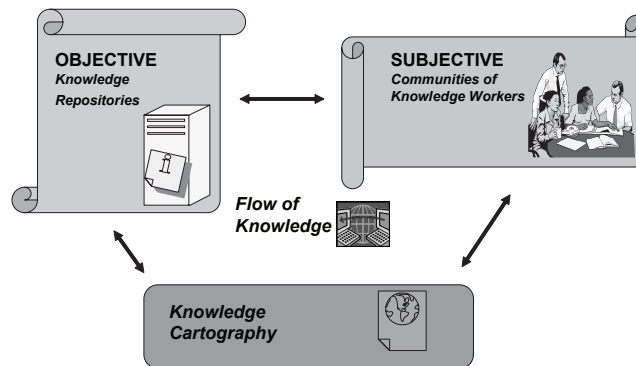 OBJECTIVE
Knowledge
Repositories
i
SUBJECTIVE
Communities of
Knowledge Workers
Flow of
Knowledge
Knowledge
Cartography